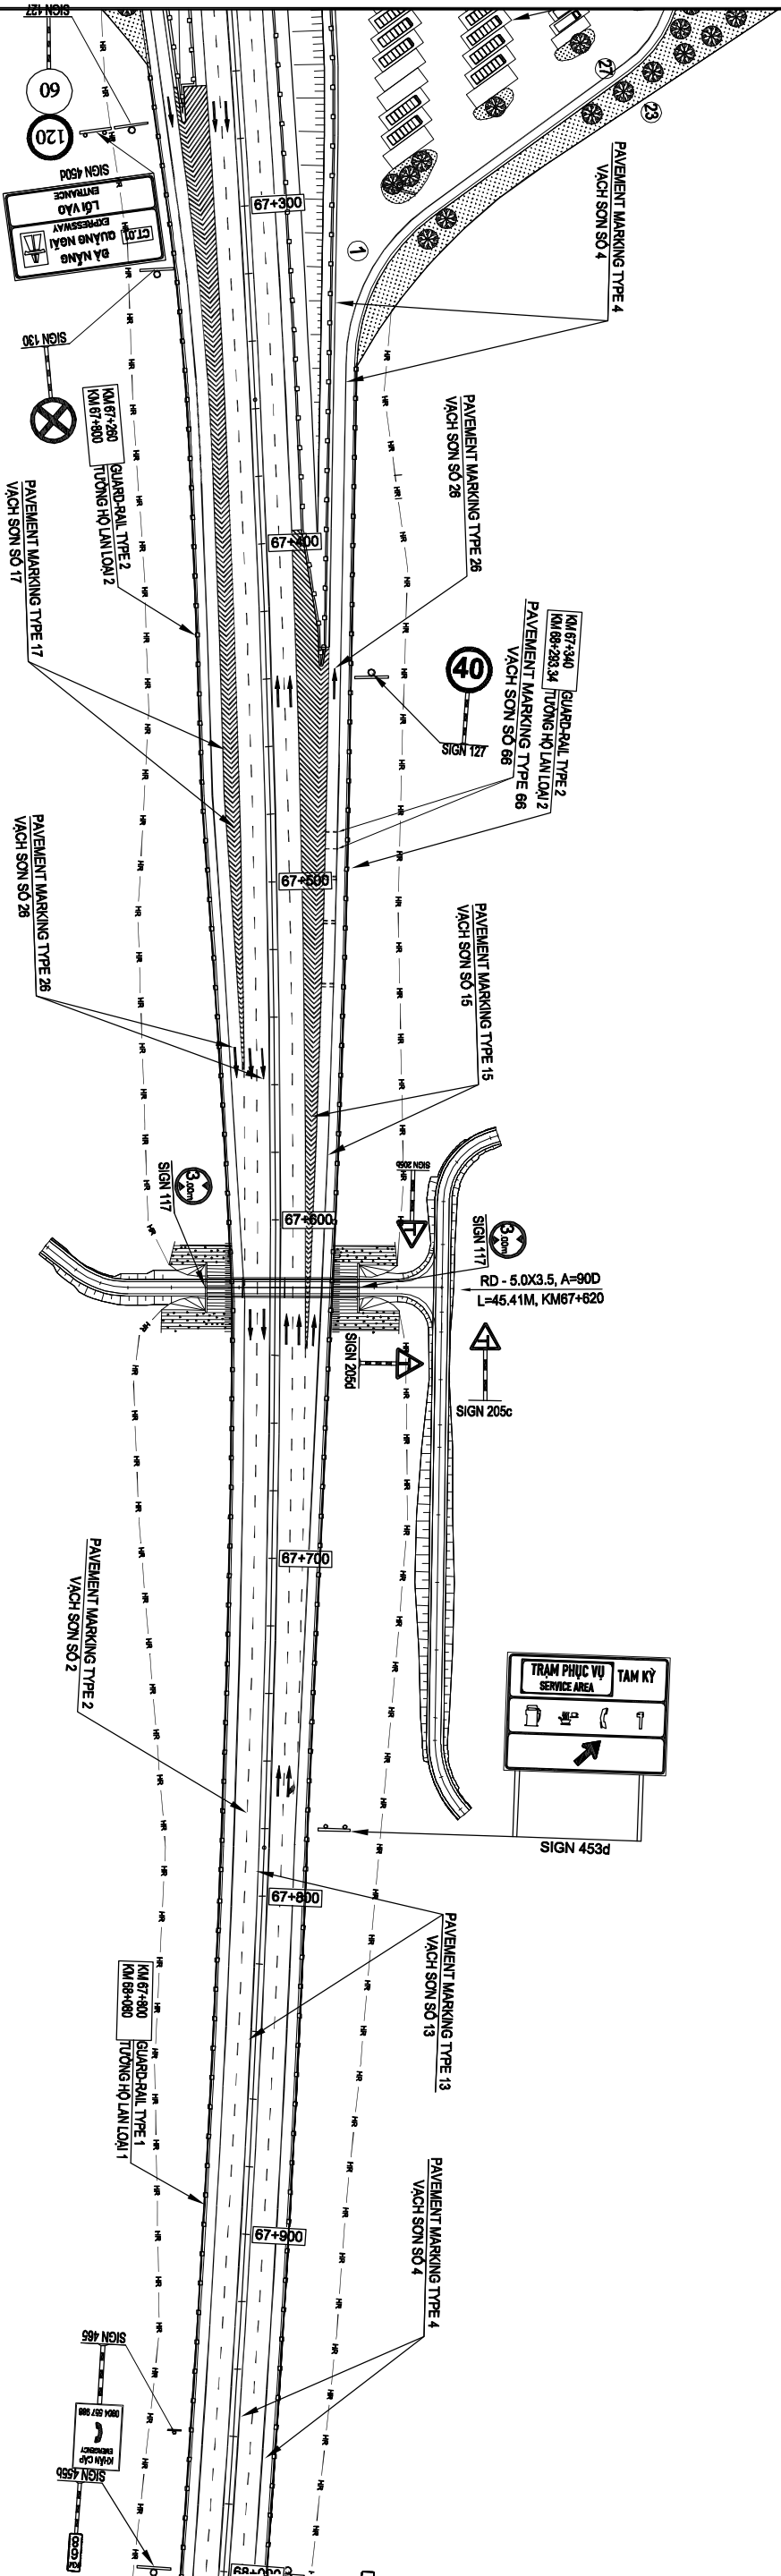 SIGN 127
60
120
SIGN 450d
ĐÀ NẴNG
QUẢNG NGÃI
CT.01
EXPRESSWAY
LỐI VÀO
ENTRANCE
SIGN 130
23
27
1
PAVEMENT MARKING TYPE 4
VẠCH SƠN SỐ 4
67+300
KM 67+260
KM 67+800
GUARD-RAIL TYPE 2
TƯỜNG HỘ LAN LOẠI 2
PAVEMENT MARKING TYPE 26
VẠCH SƠN SỐ 26
PAVEMENT MARKING TYPE 17
VẠCH SƠN SỐ 17
67+400
40
SIGN 127
KM 67+340
KM 68+293.34
GUARD-RAIL TYPE 2
TƯỜNG HỘ LAN LOẠI 2
PAVEMENT MARKING TYPE 66
VẠCH SƠN SỐ 66
67+500
PAVEMENT MARKING TYPE 26
VẠCH SƠN SỐ 26
PAVEMENT MARKING TYPE 15
VẠCH SƠN SỐ 15
SIGN 205b
3.00m
SIGN 117
67+600
3.00m
SIGN 117
RD - 5.0X3.5, A=90D
L=45.41M, KM67+620
SIGN 205d
SIGN 205c
67+700
PAVEMENT MARKING TYPE 2
VẠCH SƠN SỐ 2
TRẠM PHỤC VỤ
SERVICE AREA
TAM KỲ
SIGN 453d
67+800
PAVEMENT MARKING TYPE 13
VẠCH SƠN SỐ 13
KM 67+800
KM 68+080
GUARD-RAIL TYPE 1
TƯỜNG HỘ LAN LOẠI 1
67+900
PAVEMENT MARKING TYPE 4
VẠCH SƠN SỐ 4
SIGN 465
KHẨN CẤP
EMERGENCY
SIGN 455b
HR